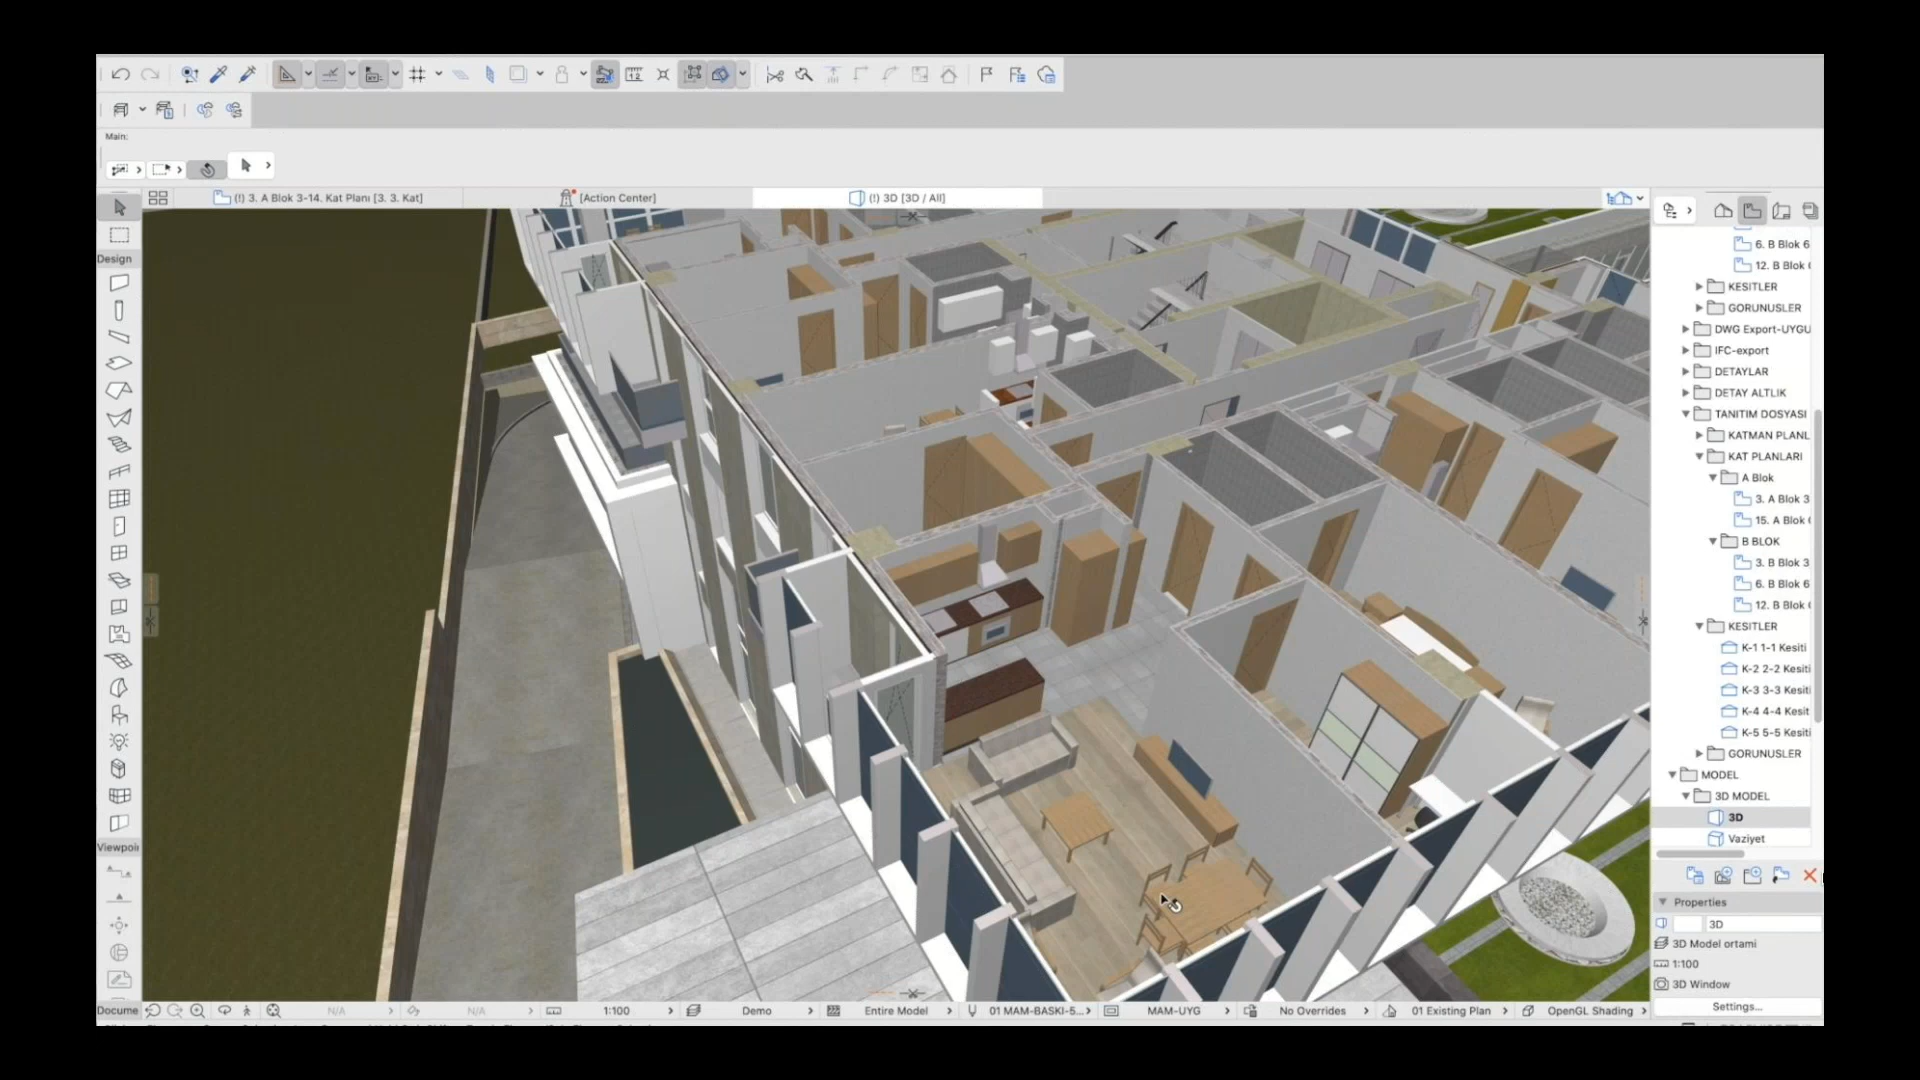 Main:
(!) 3. A Blok 3-14. Kat Planı [3. 3. Kat]
[Action Center]
(!) 3D [3D / All]
Design
Viewpoi
Docume
6. B Blok 6
12. B Blok
KESITLER
GORUNUSLER
DWG Export-UYGU
IFC-export
DETAYLAR
DETAY ALTLIK
TANITIM DOSYASI
KATMAN PLANL
KAT PLANLARI
A Blok
3. A Blok 3
15. A Blok
B BLOK
3. B Blok 3
6. B Blok 6
12. B Blok
KESITLER
K-1 1-1 Kesiti
K-2 2-2 Kesiti
K-3 3-3 Kesiti
K-4 4-4 Kesit
K-5 5-5 Kesiti
GORUNUSLER
MODEL
3D MODEL
3D
Vaziyet
Properties
3D
3D Model ortami
1:100
3D Window
Settings...
N/A
N/A
1:100
Demo
Entire Model
01 MAM-BASKI-5...
MAM-UYG
No Overrides
01 Existing Plan
OpenGL Shading